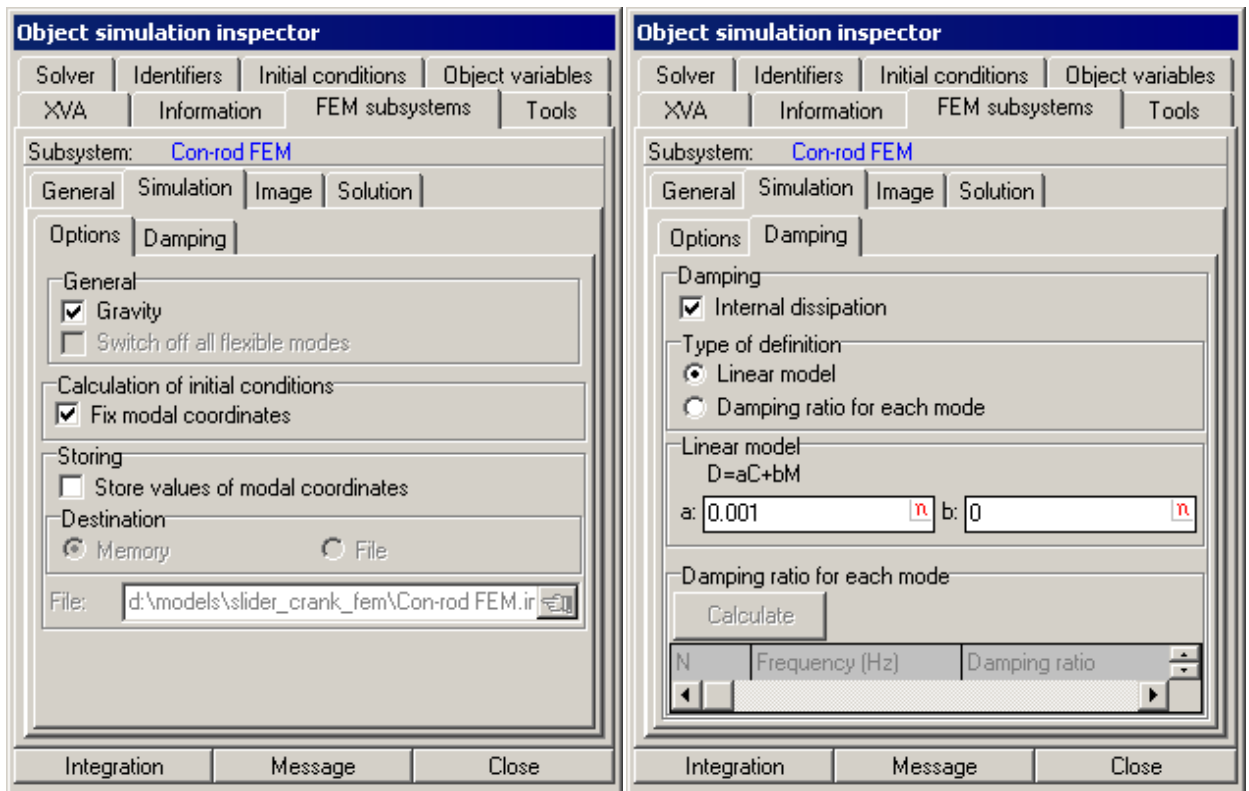 Object simulation inspector
Solver Identifiers Initial conditions Object variables
XVA Information FEM subsystems Tools
Subsystem: Con-rod FEM
General Simulation Image Solution
Options Damping
General
Gravity
Switch off all flexible modes
Calculation of initial conditions
Fix modal coordinates
Storing
Store values of modal coordinates
Destination
Memory File
File: d:\models\slider_crank_fem\Con-rod FEM.ir
Integration Message Close
Object simulation inspector
Solver Identifiers Initial conditions Object variables
XVA Information FEM subsystems Tools
Subsystem: Con-rod FEM
General Simulation Image Solution
Options Damping
Damping
Internal dissipation
Type of definition
Linear model
Damping ratio for each mode
Linear model
D=aC+bM
a: 0.001 n b: 0 n
Damping ratio for each mode
Calculate
N Frequency (Hz) Damping ratio
Integration Message Close